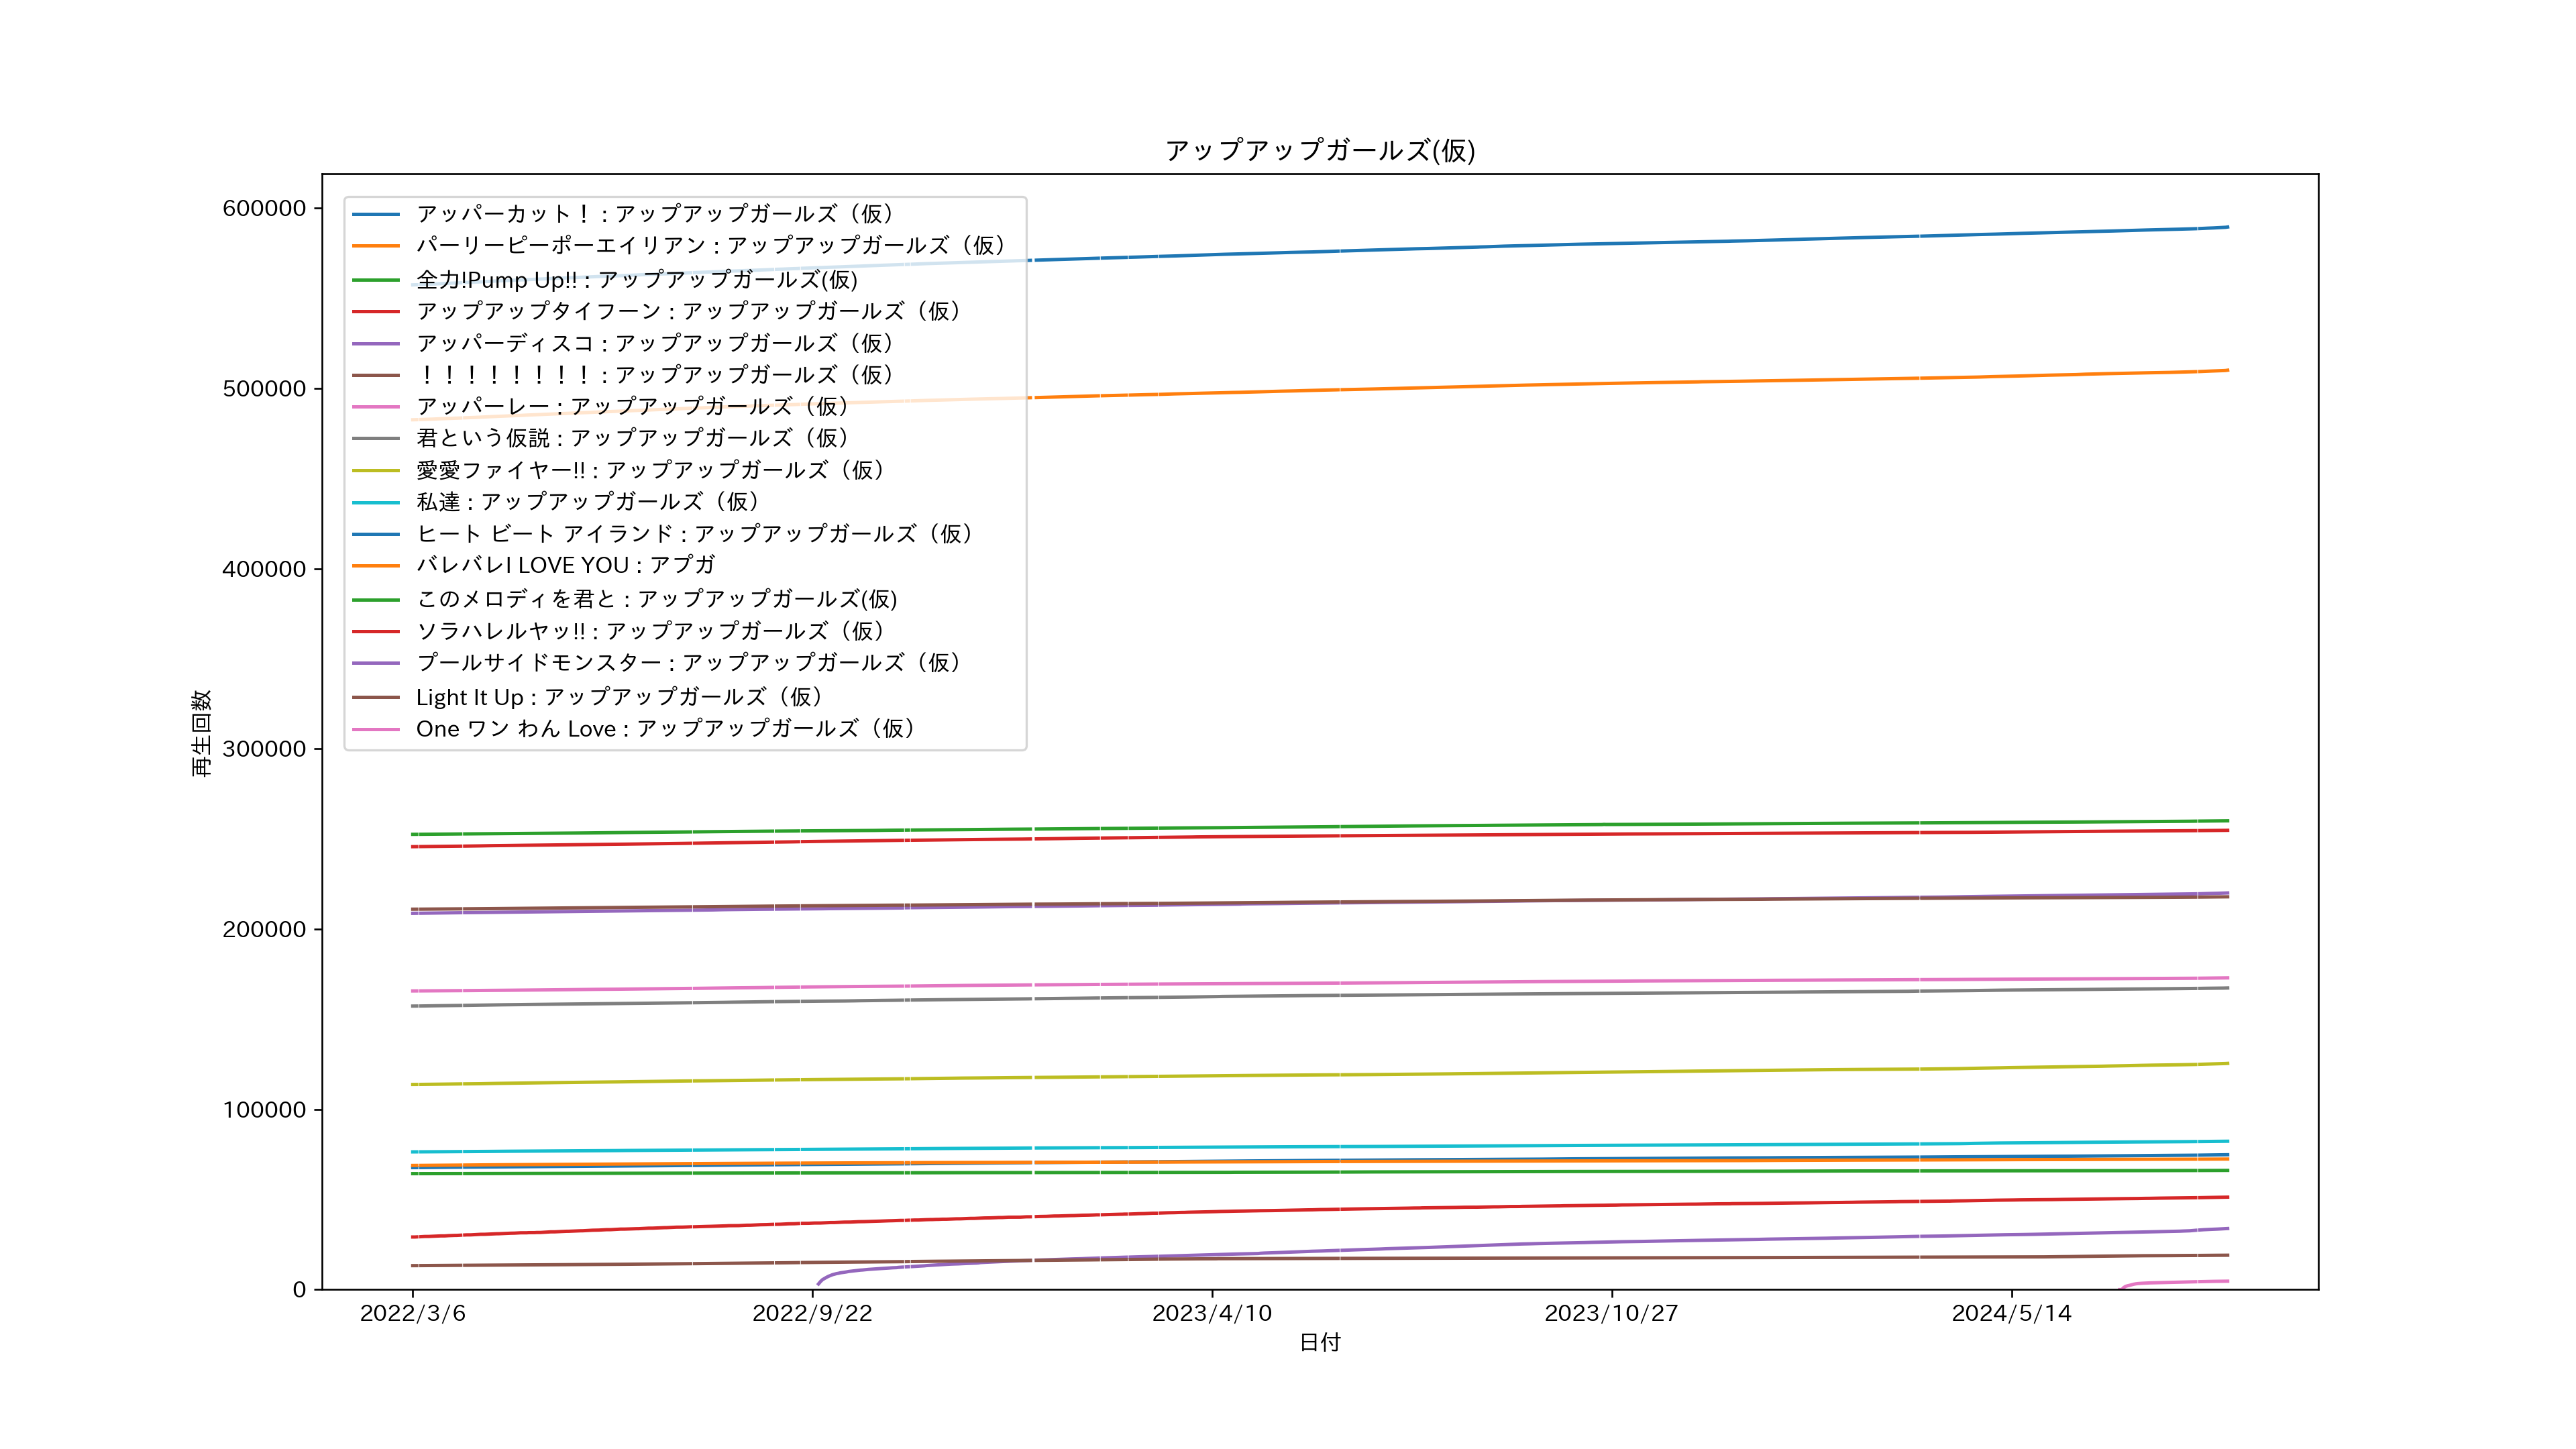 アップアップガールズ(仮)
600000
500000
400000
300000
200000
100000
0
再生回数
アッパーカット！ : アップアップガールズ（仮）
パーリーピーポーエイリアン : アップアップガールズ（仮）
全力!Pump Up!! : アップアップガールズ(仮)
アップアップタイフーン : アップアップガールズ（仮）
アッパーディスコ : アップアップガールズ（仮）
！！！！！！！！ : アップアップガールズ（仮）
アッパーレー : アップアップガールズ（仮）
君という仮説 : アップアップガールズ（仮）
愛愛ファイヤー!! : アップアップガールズ（仮）
私達 : アップアップガールズ（仮）
ヒート ビート アイランド : アップアップガールズ（仮）
バレバレI LOVE YOU : アプガ
このメロディを君と : アップアップガールズ(仮)
ソラハレルヤッ!! : アップアップガールズ（仮）
プールサイドモンスター : アップアップガールズ（仮）
Light It Up : アップアップガールズ（仮）
One ワン わん Love : アップアップガールズ（仮）
2022/3/6
2022/9/22
2023/4/10
2023/10/27
2024/5/14
日付